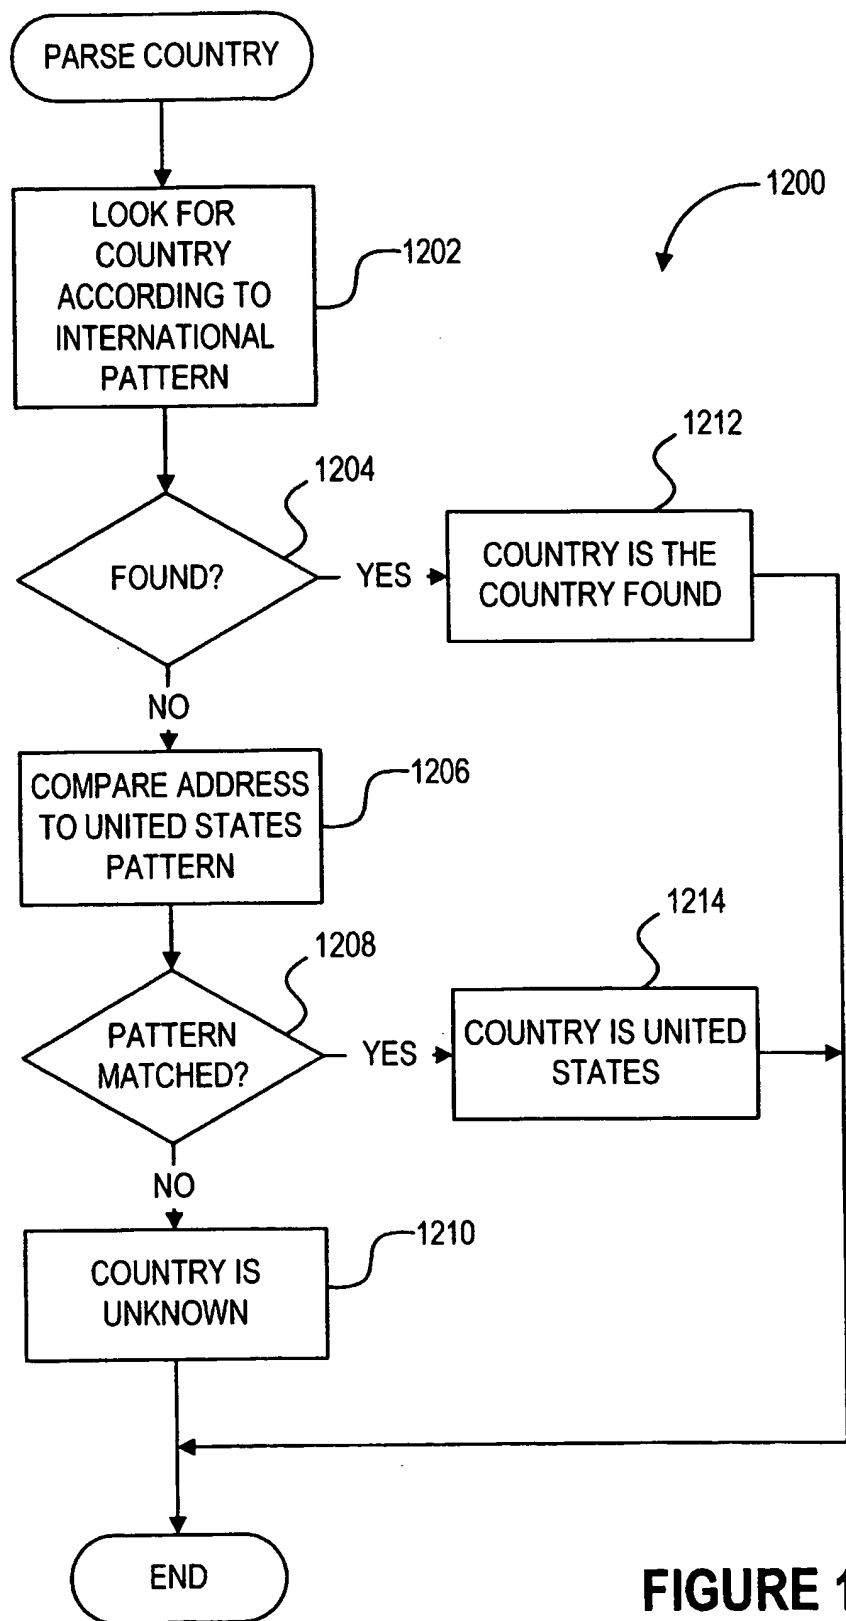 PARSE COUNTRY
1200
LOOK FOR
COUNTRY
ACCORDING TO
INTERNATIONAL
PATTERN
1202
1204
FOUND?
YES
1212
COUNTRY IS THE
COUNTRY FOUND
NO
COMPARE ADDRESS
TO UNITED STATES
PATTERN
1206
1208
PATTERN
MATCHED?
YES
1214
COUNTRY IS UNITED
STATES
NO
COUNTRY IS
UNKNOWN
1210
END
FIGURE 1